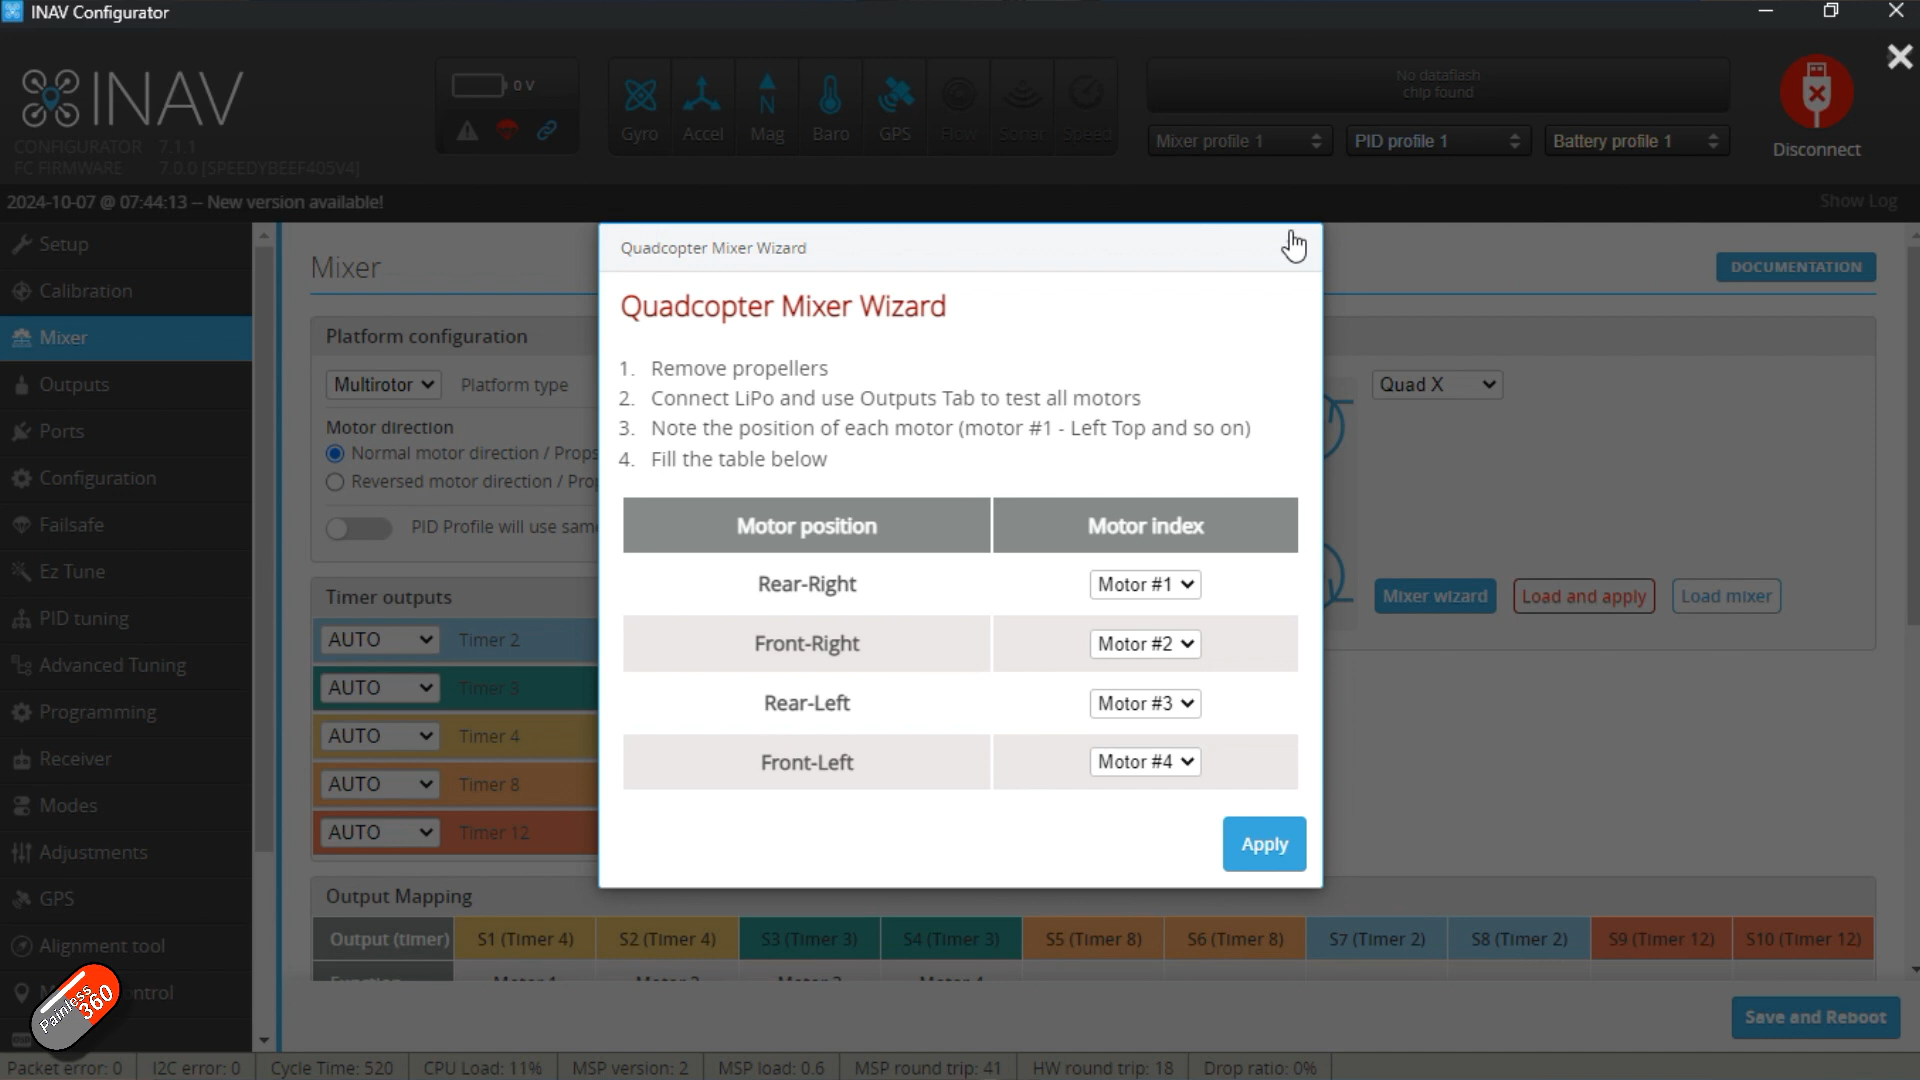 INAV Configurator
INAV
0 V
Gyro
Accel
Mag
Baro
GPS
Flow
Sonar
Speed
No dataflash
chip found
Mixer profile 1
PID profile 1
Battery profile 1
Disconnect
CONFIGURATOR 7.1.1
FC FIRMWARE 7.0.0 [SPEEDYBEEF405V4]
2024-10-07 @ 07:44:13 -- New version available!
Show Log
Setup
Calibration
Mixer
Outputs
Ports
Configuration
Failsafe
Ez Tune
PID tuning
Advanced Tuning
Programming
Receiver
Modes
Adjustments
GPS
Alignment tool
ontrol
Painless
360
Mixer
DOCUMENTATION
Platform configuration
Multirotor Platform type
Motor direction
Normal motor direction / Props
Reversed motor direction / Pro
PID Profile will use sam
Timer outputs
AUTO Timer 2
AUTO Timer 3
AUTO Timer 4
AUTO Timer 8
AUTO Timer 12
Quadcopter Mixer Wizard
Quadcopter Mixer Wizard
1. Remove propellers
2. Connect LiPo and use Outputs Tab to test all motors
3. Note the position of each motor (motor #1 - Left Top and so on)
4. Fill the table below
Motor position Motor index
Rear-Right Motor #1
Front-Right Motor #2
Rear-Left Motor #3
Front-Left Motor #4
Apply
Quad X
Mixer wizard
Load and apply
Load mixer
Output Mapping
Output (timer) S1 (Timer 4) S2 (Timer 4) S3 (Timer 3) S4 (Timer 3) S5 (Timer 8) S6 (Timer 8) S7 (Timer 2) S8 (Timer 2) S9 (Timer 12) S10 (Timer 12)
Function Motor 1 Motor 2 Motor 3 Motor 4
Save and Reboot
Packet error: 0 I2C error: 0 Cycle Time: 520 CPU Load: 11% MSP version: 2 MSP load: 0.6 MSP round trip: 41 HW round trip: 18 Drop ratio: 0%